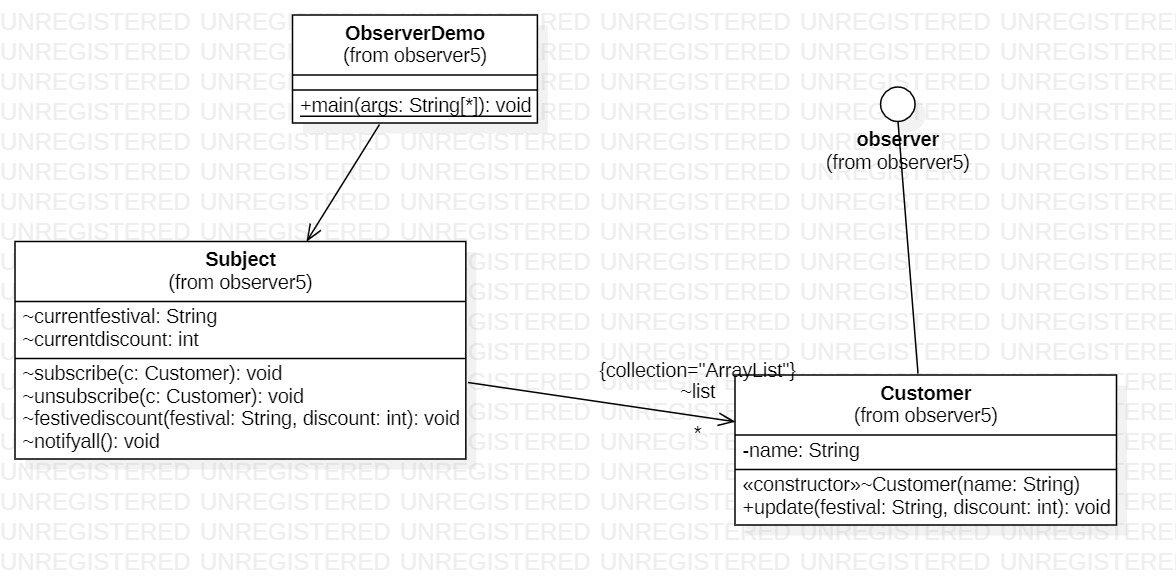 ObserverDemo
(from observer5)
+main(args: String[*]): void
observer
(from observer5)
Subject
(from observer5)
~currentfestival: String
~currentdiscount: int
~subscribe(c: Customer): void
~unsubscribe(c: Customer): void
~festivediscount(festival: String, discount: int): void
~notifyall(): void
{collection="ArrayList"}
~list
*
Customer
(from observer5)
-name: String
«constructor»~Customer(name: String)
+update(festival: String, discount: int): void
UNREGISTERED UNREGISTERED UNREGISTERED UNREGISTERED UNREGISTERED UNREGISTERED